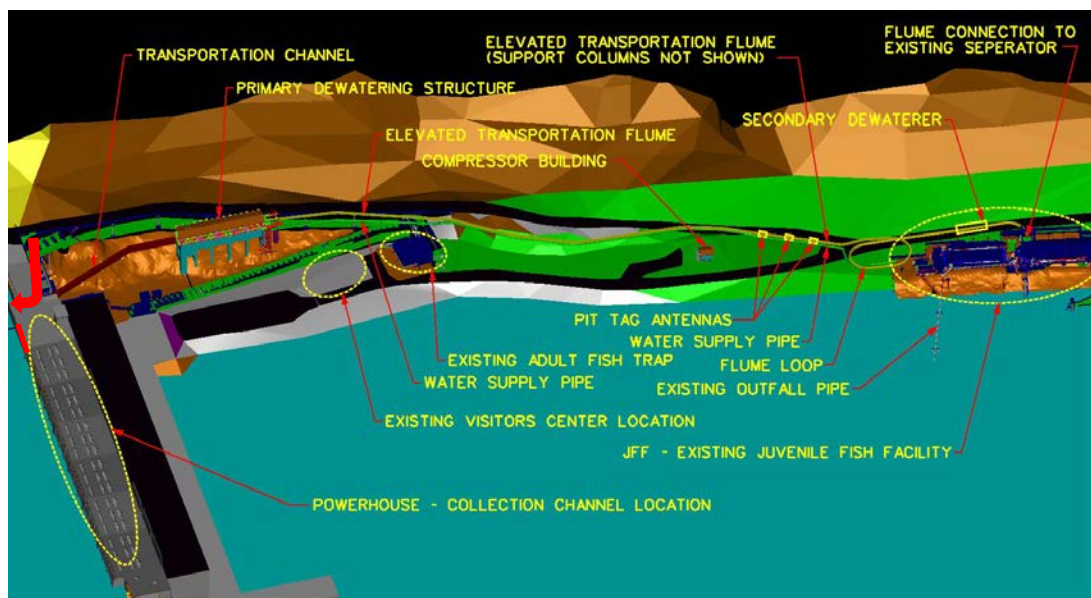 TRANSPORTATION CHANNEL
PRIMARY DEWATERING STRUCTURE
ELEVATED TRANSPORTATION FLUME
COMPRESSOR BUILDING
ELEVATED TRANSPORTATION FLUME
(SUPPORT COLUMNS NOT SHOWN)
FLUME CONNECTION TO
EXISTING SEPERATOR
SECONDARY DEWATERER
PIT TAG ANTENNAS
WATER SUPPLY PIPE
FLUME LOOP
EXISTING OUTFALL PIPE
EXISTING ADULT FISH TRAP
WATER SUPPLY PIPE
EXISTING VISITORS CENTER LOCATION
JFF - EXISTING JUVENILE FISH FACILITY
POWERHOUSE - COLLECTION CHANNEL LOCATION